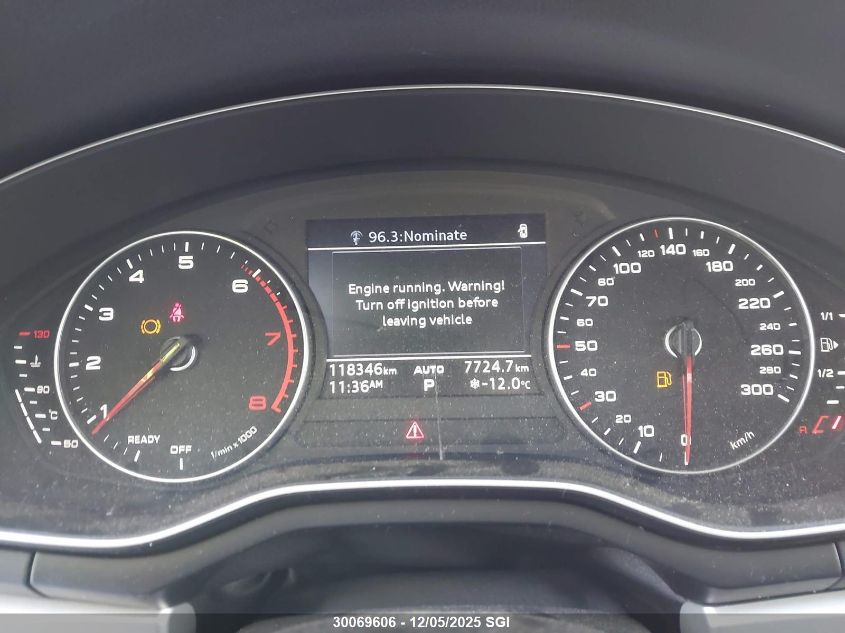 96.3:Nominate
Engine running. Warning!
Turn off ignition before
leaving vehicle
118346km AUTO 7724.7km
11:36AM P -12.0°C
1 2 3 4 5 6 7 8
READY OFF 1/min x 1000
130
90
°C
50
0 10 20 30 40 50 60 70 80 100 120 140 160 180 200 220 240 260 280 300
km/h
1/1
1/2
R
30069606 - 12/05/2025 SGI